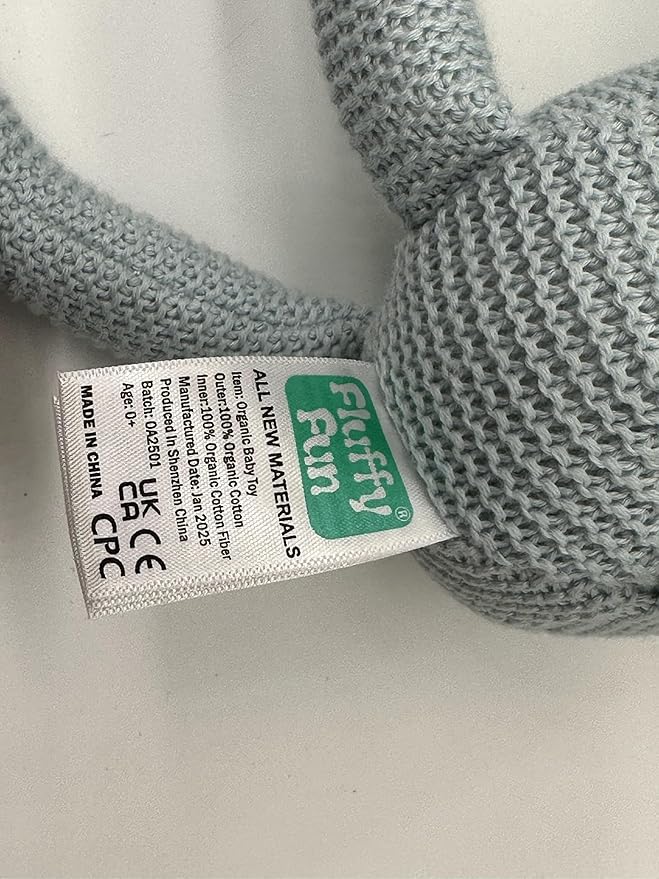 Fluffy
Fun®
ALL NEW MATERIALS
Item: Organic Baby Toy
Outer:100% Organic Cotton
Inner:100% Organic Cotton Fiber
Manufactured Date: Jan 2025
Produced In Shenzhen China
Batch: 0A2501
Age: 0+
UK
CA
CE
MADE IN CHINA
CPC